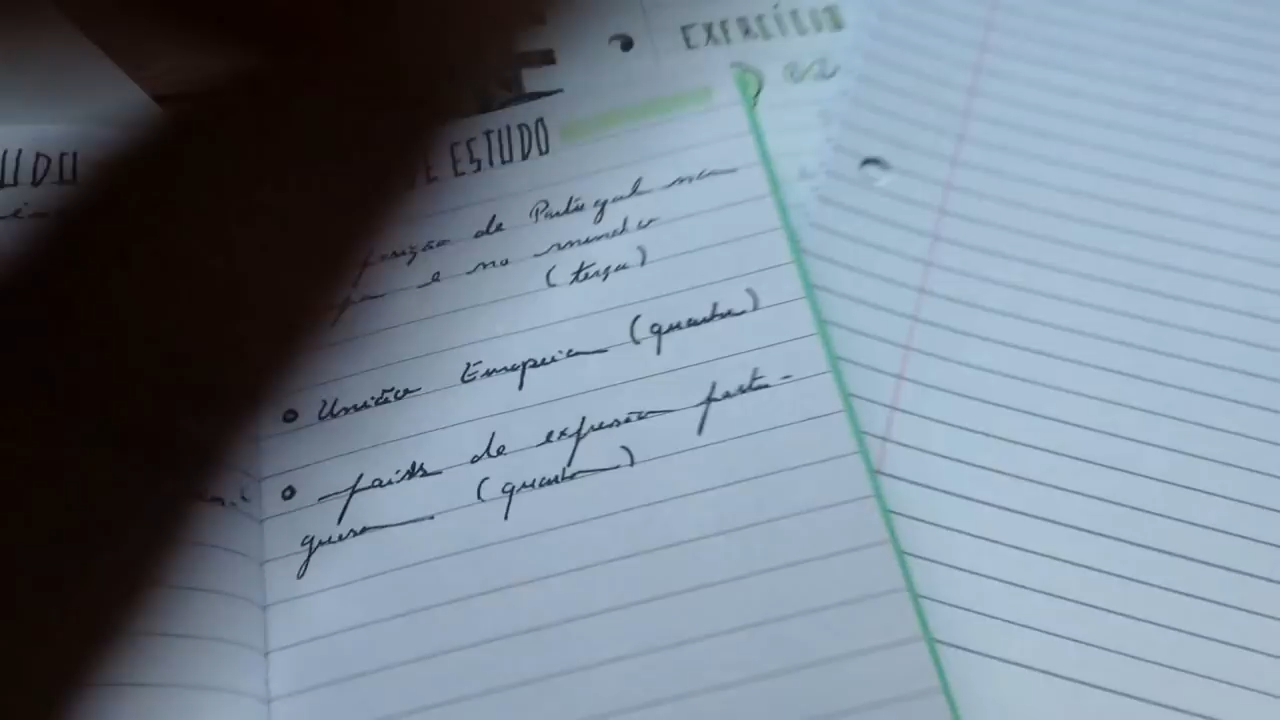 EXERCÍCIO
E ESTUDO
de Portugal na
e no mundo
(terça)
União Europeia (quarta)
países de expressão portu-
guesa (quarta)